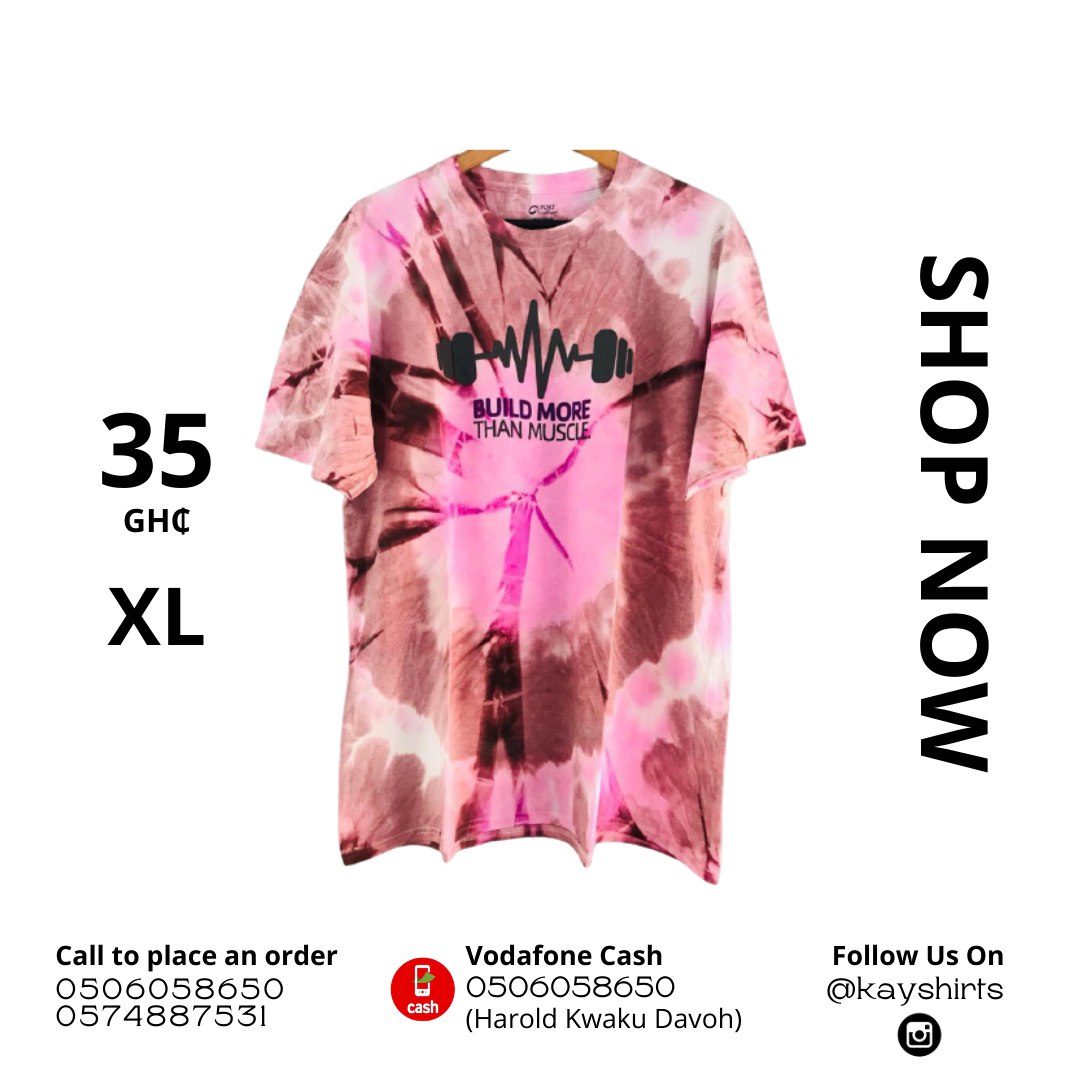 BUILD MORE
THAN MUSCLE.
35
GH₵
XL
SHOP NOW
Call to place an order
0506058650
0574887531
cash
Vodafone Cash
0506058650
(Harold Kwaku Davoh)
Follow Us On
@kayshirts